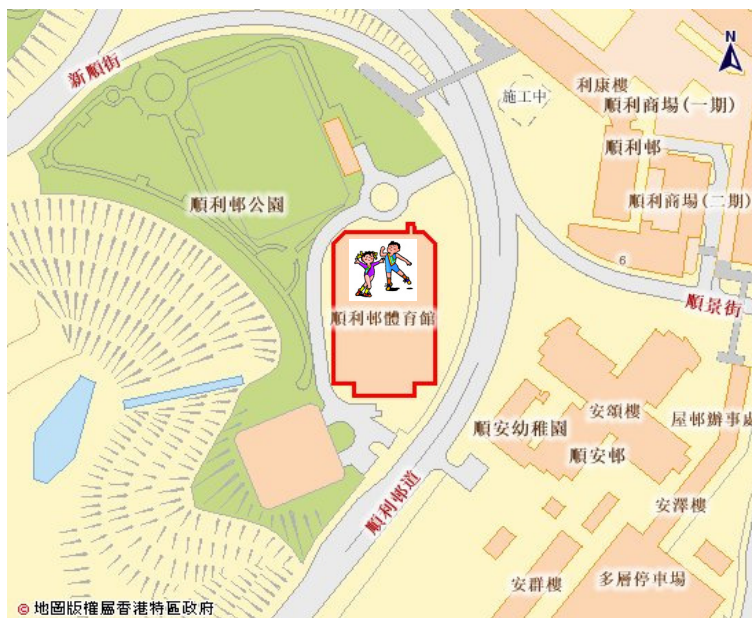 N
新順街
施工中
利康樓
順利商場(一期)
順利邨
順利邨公園
順利商場(二期)
6
順景街
順利邨體育館
安頌樓
順安幼稚園
屋邨辦事處
順安邨
順利邨道
安澤樓
安群樓
多層停車場
© 地圖版權屬香港特區政府